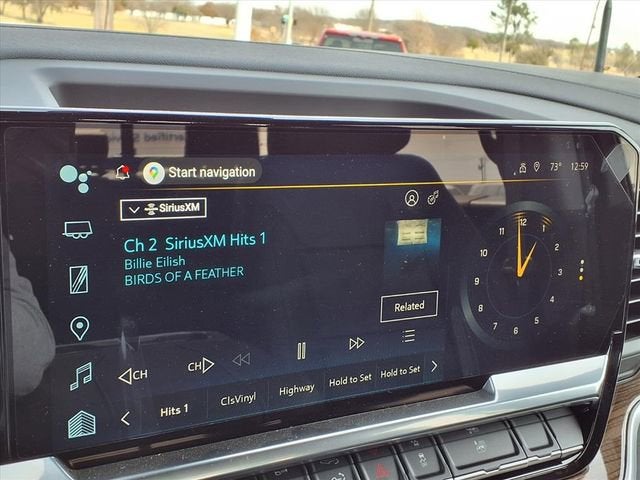 Certified Se
Start navigation
73° 12:59
SiriusXM
Ch 2 SiriusXM Hits 1
Billie Eilish
BIRDS OF A FEATHER
Related
12
1
2
3
4
5
6
7
8
9
10
11
CH
CH
Hits 1
ClsVinyl
Highway
Hold to Set
Hold to Set